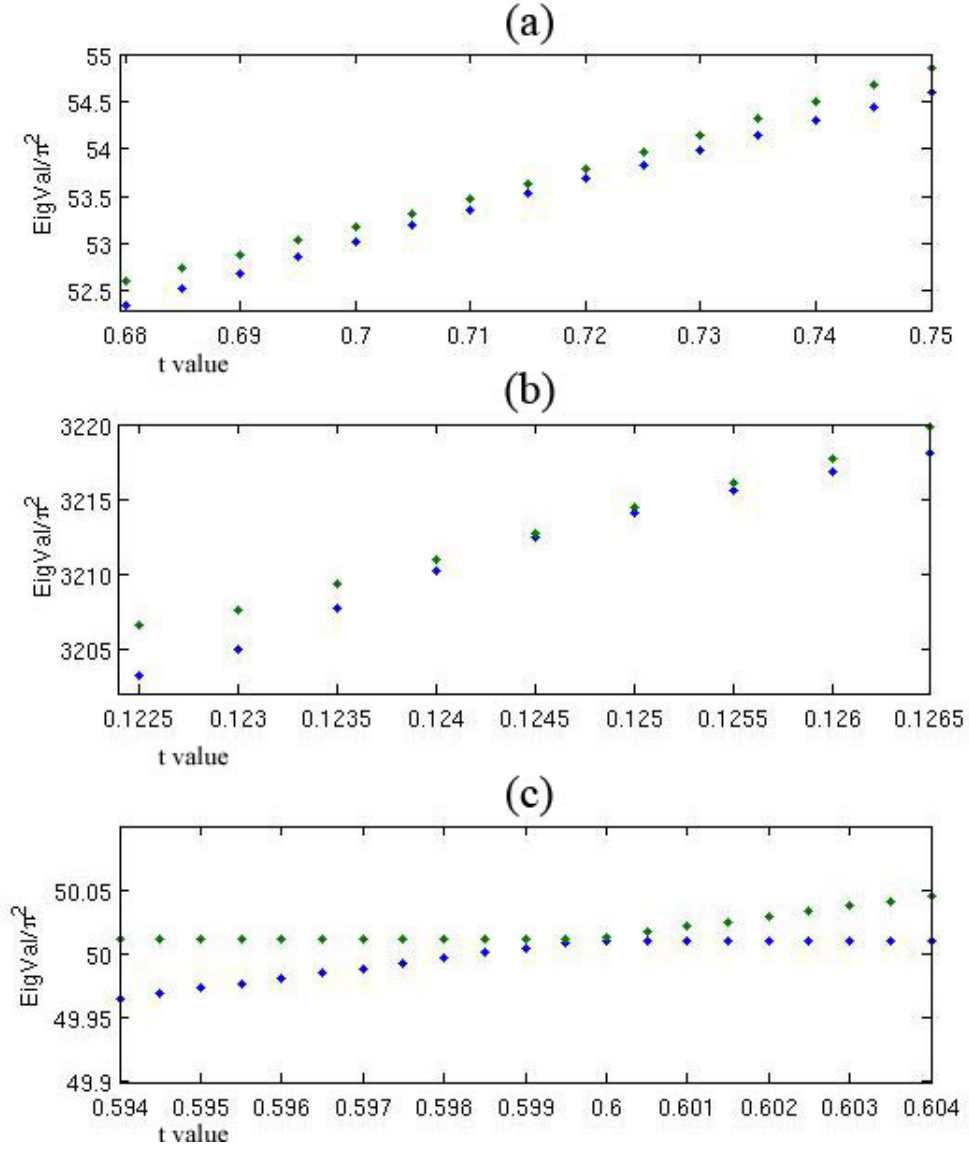 (a)
EigVal/π²
55
54.5
54
53.5
53
52.5
0.68 0.69 0.7 0.71 0.72 0.73 0.74 0.75
t value
(b)
EigVal/π²
3220
3215
3210
3205
0.1225 0.123 0.1235 0.124 0.1245 0.125 0.1255 0.126 0.1265
t value
(c)
EigVal/π²
50.05
50
49.95
49.9
0.594 0.595 0.596 0.597 0.598 0.599 0.6 0.601 0.602 0.603 0.604
t value